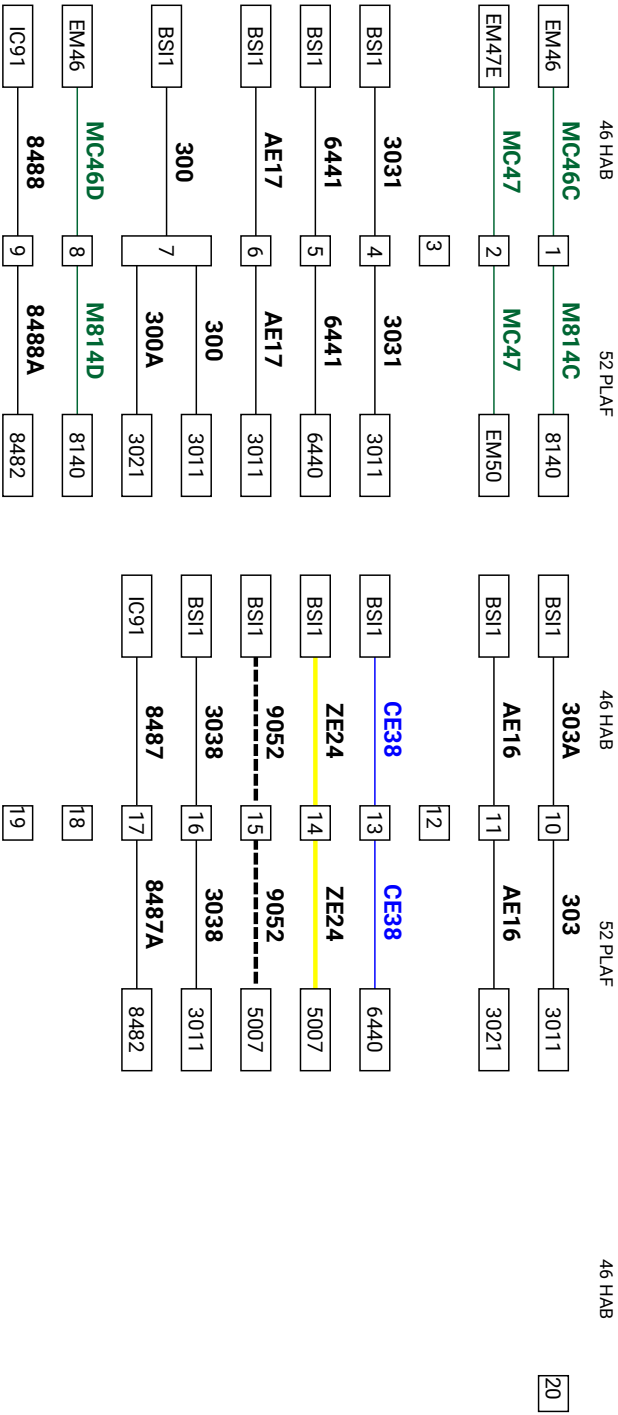 46 HAB 52 PLAF 46 HAB 52 PLAF 46 HAB
EM46 MC46C 1 M814C 8140
EM47E MC47 2 MC47 EM50
3
BSI1 3031 4 3031 3011
BSI1 6441 5 6441 6440
BSI1 AE17 6 AE17 3011
BSI1 300 7 300 3011
300A 3021
EM46 MC46D 8 M814D 8140
IC91 8488 9 8488A 8482
BSI1 303A 10 303 3011
BSI1 AE16 11 AE16 3021
12
BSI1 CE38 13 CE38 6440
BSI1 ZE24 14 ZE24 5007
BSI1 9052 15 9052 5007
BSI1 3038 16 3038 3011
IC91 8487 17 8487A 8482
18
19
20